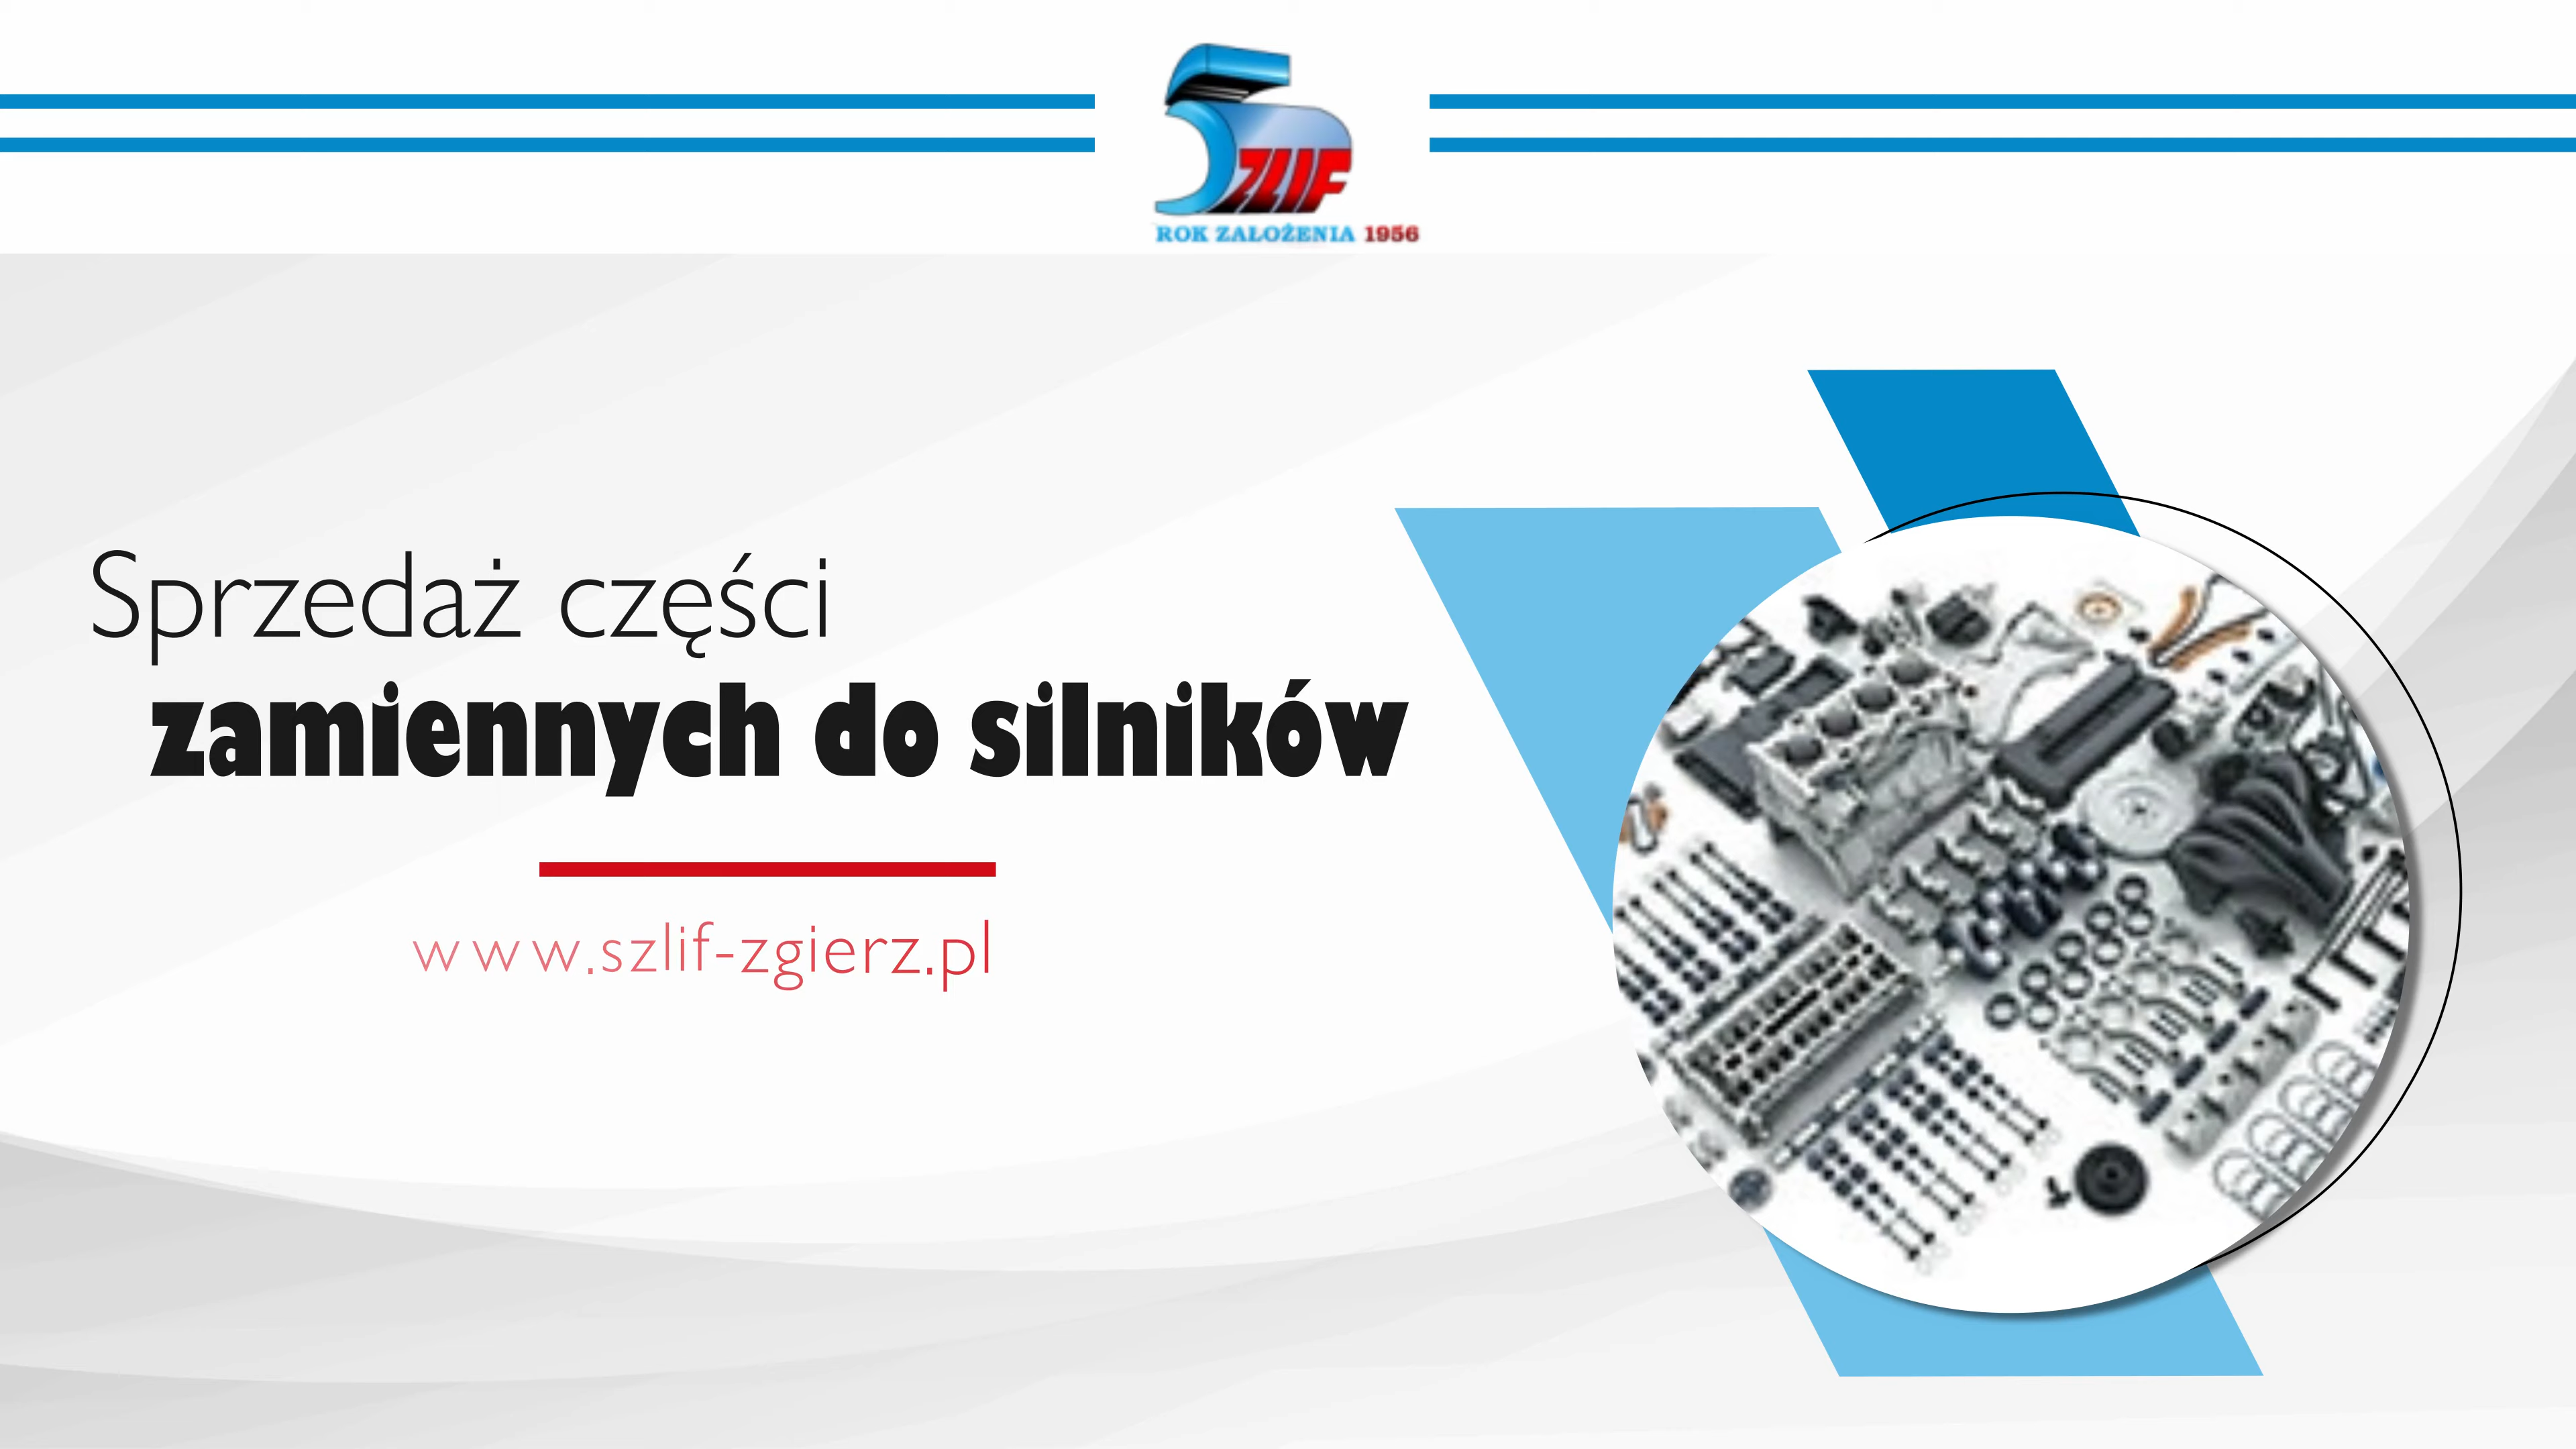 SZLIF
ROK ZAŁOŻENIA 1956
Sprzedaż części
zamiennych do silników
www.szlif-zgierz.pl